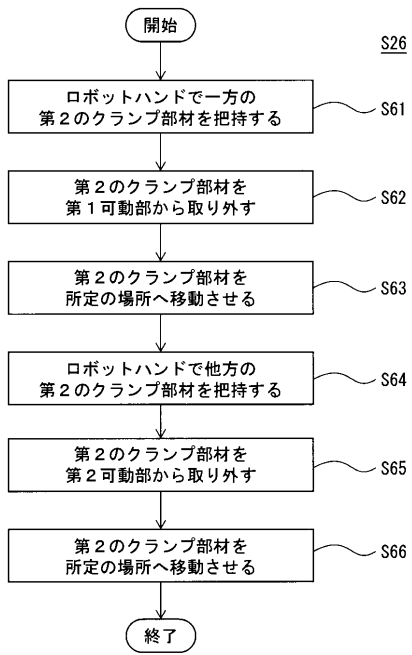 開始
S26
ロボットハンドで一方の
第2のクランプ部材を把持する
S61
第2のクランプ部材を
第1可動部から取り外す
S62
第2のクランプ部材を
所定の場所へ移動させる
S63
ロボットハンドで他方の
第2のクランプ部材を把持する
S64
第2のクランプ部材を
第2可動部から取り外す
S65
第2のクランプ部材を
所定の場所へ移動させる
S66
終了